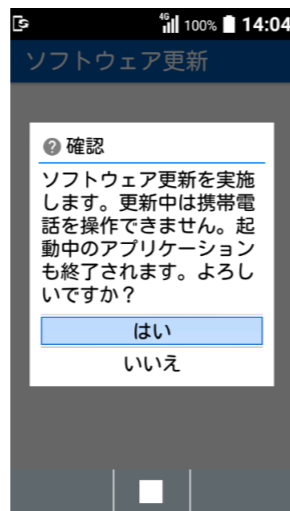 4G 100% 14:04
ソフトウェア更新
確認
ソフトウェア更新を実施
します。更新中は携帯電
話を操作できません。起
動中のアプリケーション
も終了されます。よろし
いですか？
はい
いいえ